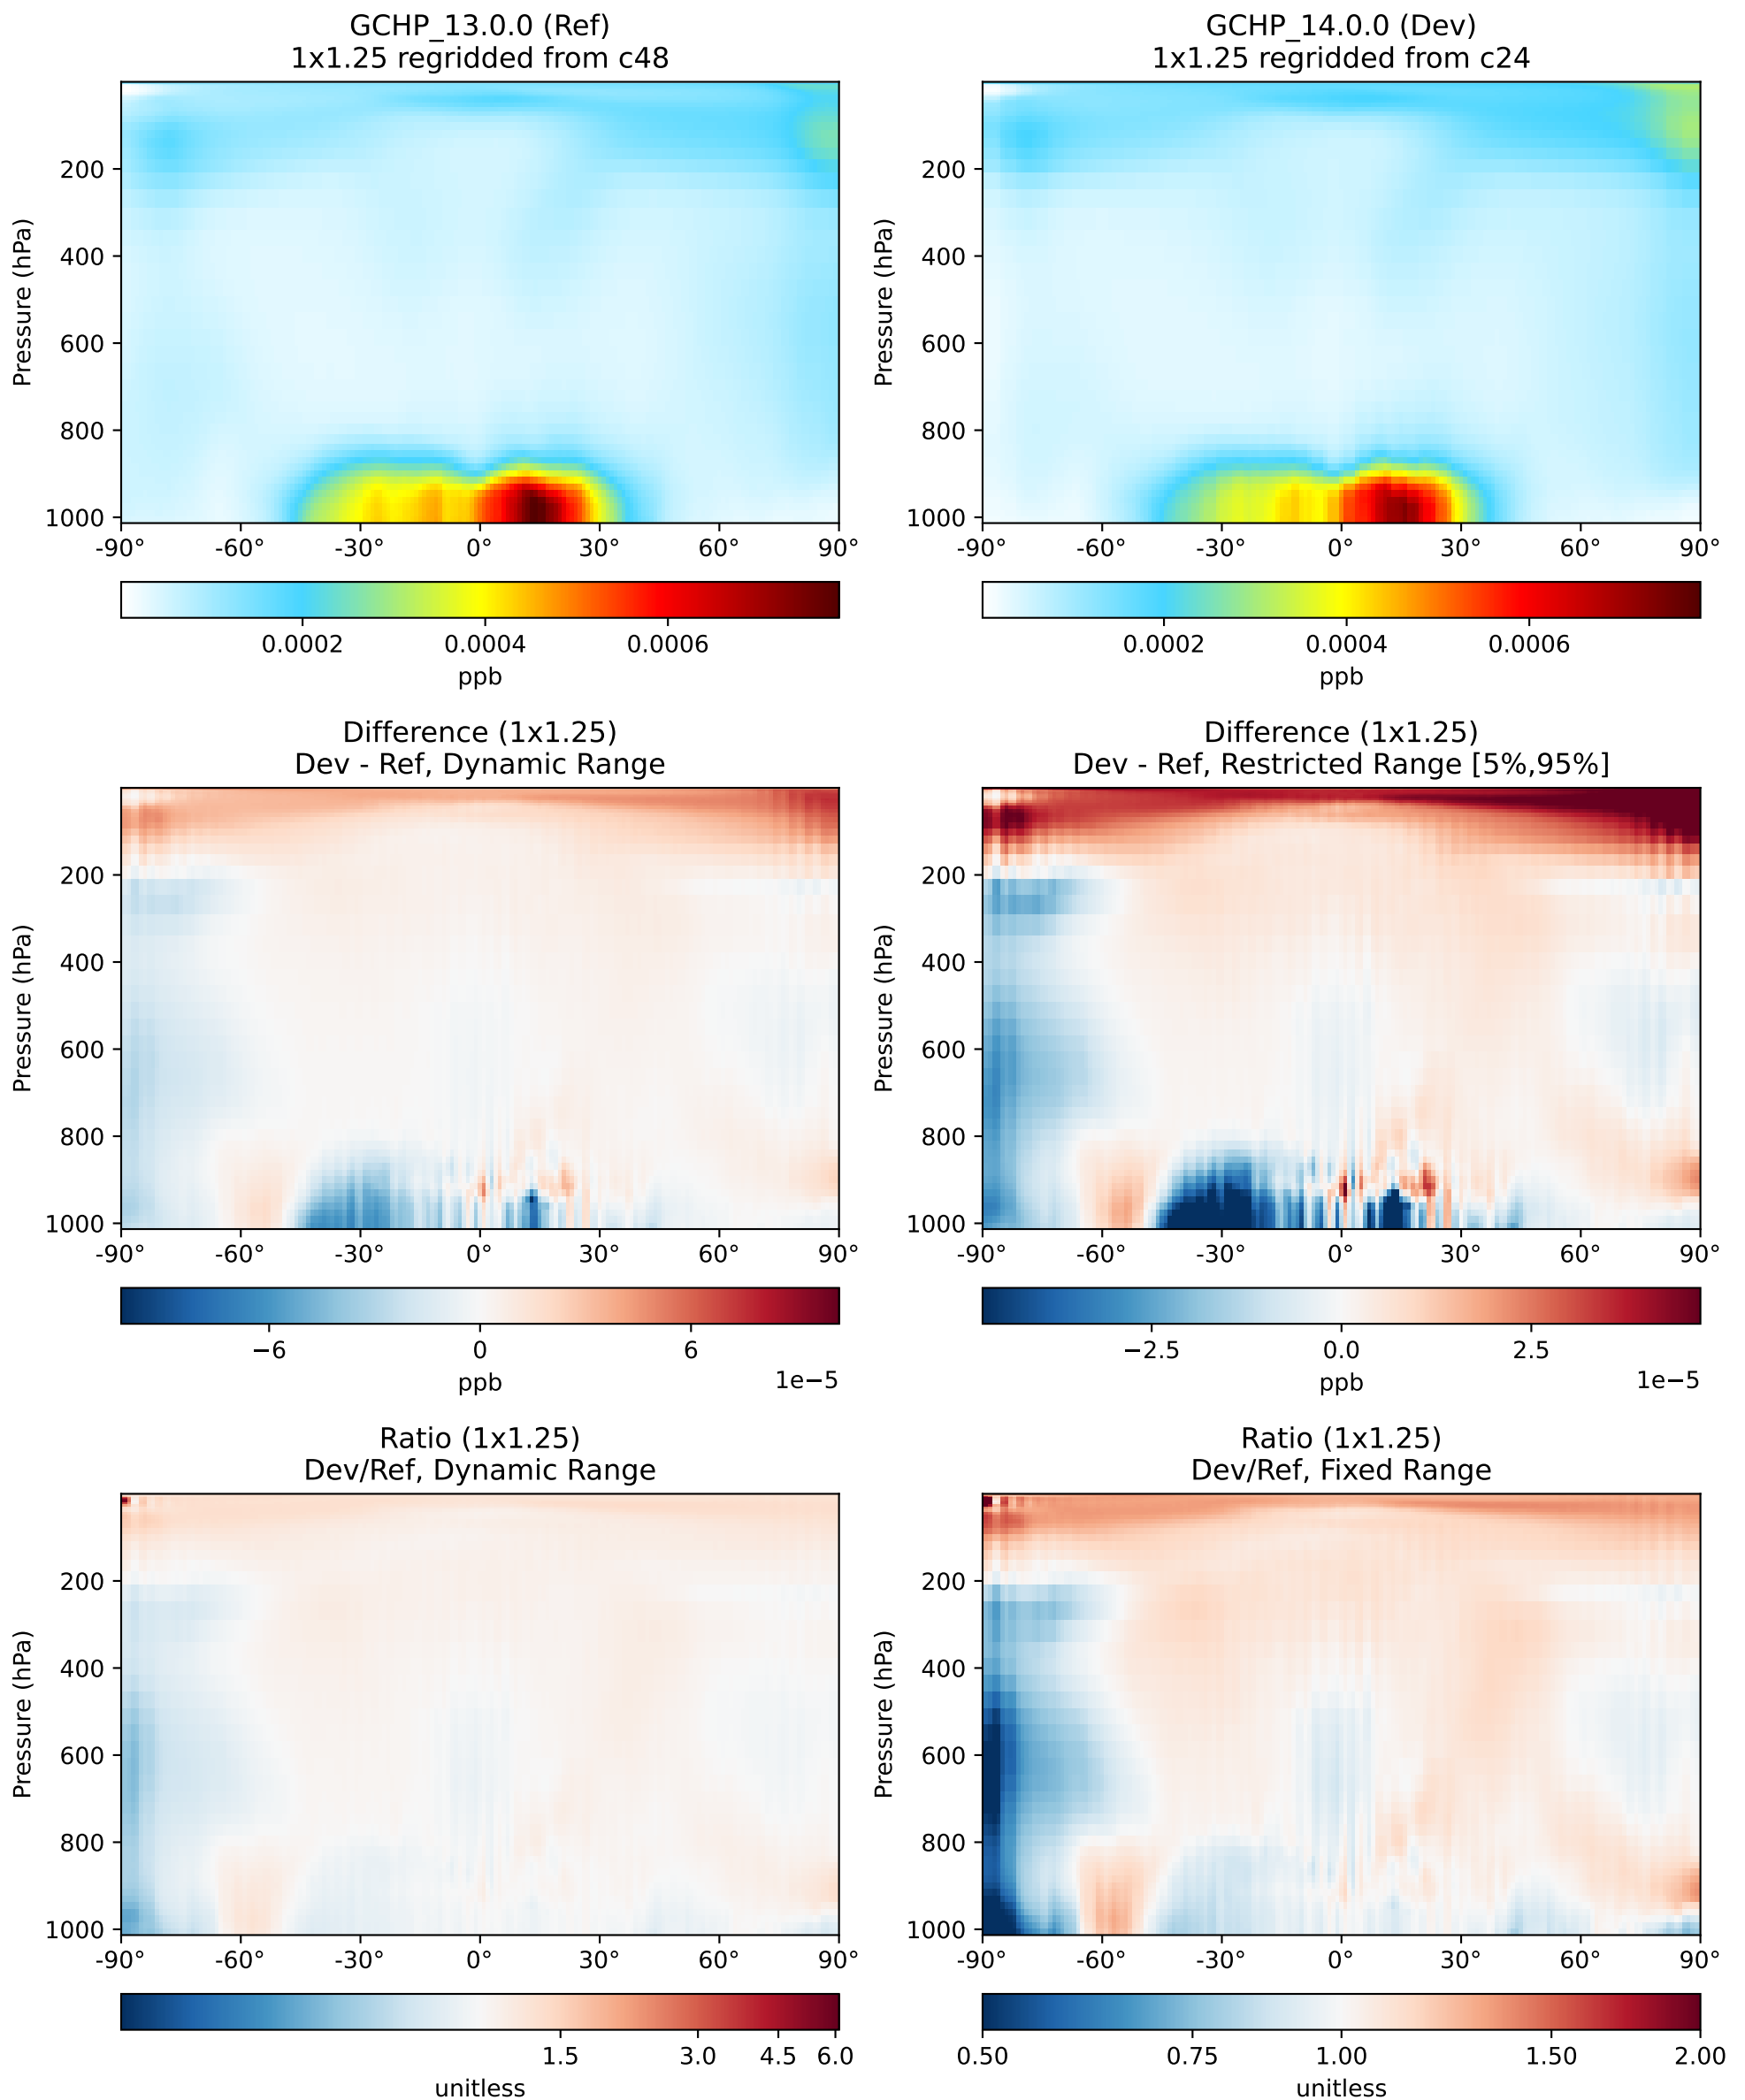 GCHP_13.0.0 (Ref)
1x1.25 regridded from c48
Pressure (hPa)
200
400
600
800
1000
-90° -60° -30° 0° 30° 60° 90°
0.0002 0.0004 0.0006
ppb
GCHP_14.0.0 (Dev)
1x1.25 regridded from c24
Pressure (hPa)
200
400
600
800
1000
-90° -60° -30° 0° 30° 60° 90°
0.0002 0.0004 0.0006
ppb
Difference (1x1.25)
Dev - Ref, Dynamic Range
Pressure (hPa)
200
400
600
800
1000
-90° -60° -30° 0° 30° 60° 90°
−6 0 6
ppb 1e−5
Difference (1x1.25)
Dev - Ref, Restricted Range [5%,95%]
Pressure (hPa)
200
400
600
800
1000
-90° -60° -30° 0° 30° 60° 90°
−2.5 0.0 2.5
ppb 1e−5
Ratio (1x1.25)
Dev/Ref, Dynamic Range
Pressure (hPa)
200
400
600
800
1000
-90° -60° -30° 0° 30° 60° 90°
1.5 3.0 4.5 6.0
unitless
Ratio (1x1.25)
Dev/Ref, Fixed Range
Pressure (hPa)
200
400
600
800
1000
-90° -60° -30° 0° 30° 60° 90°
0.50 0.75 1.00 1.50 2.00
unitless